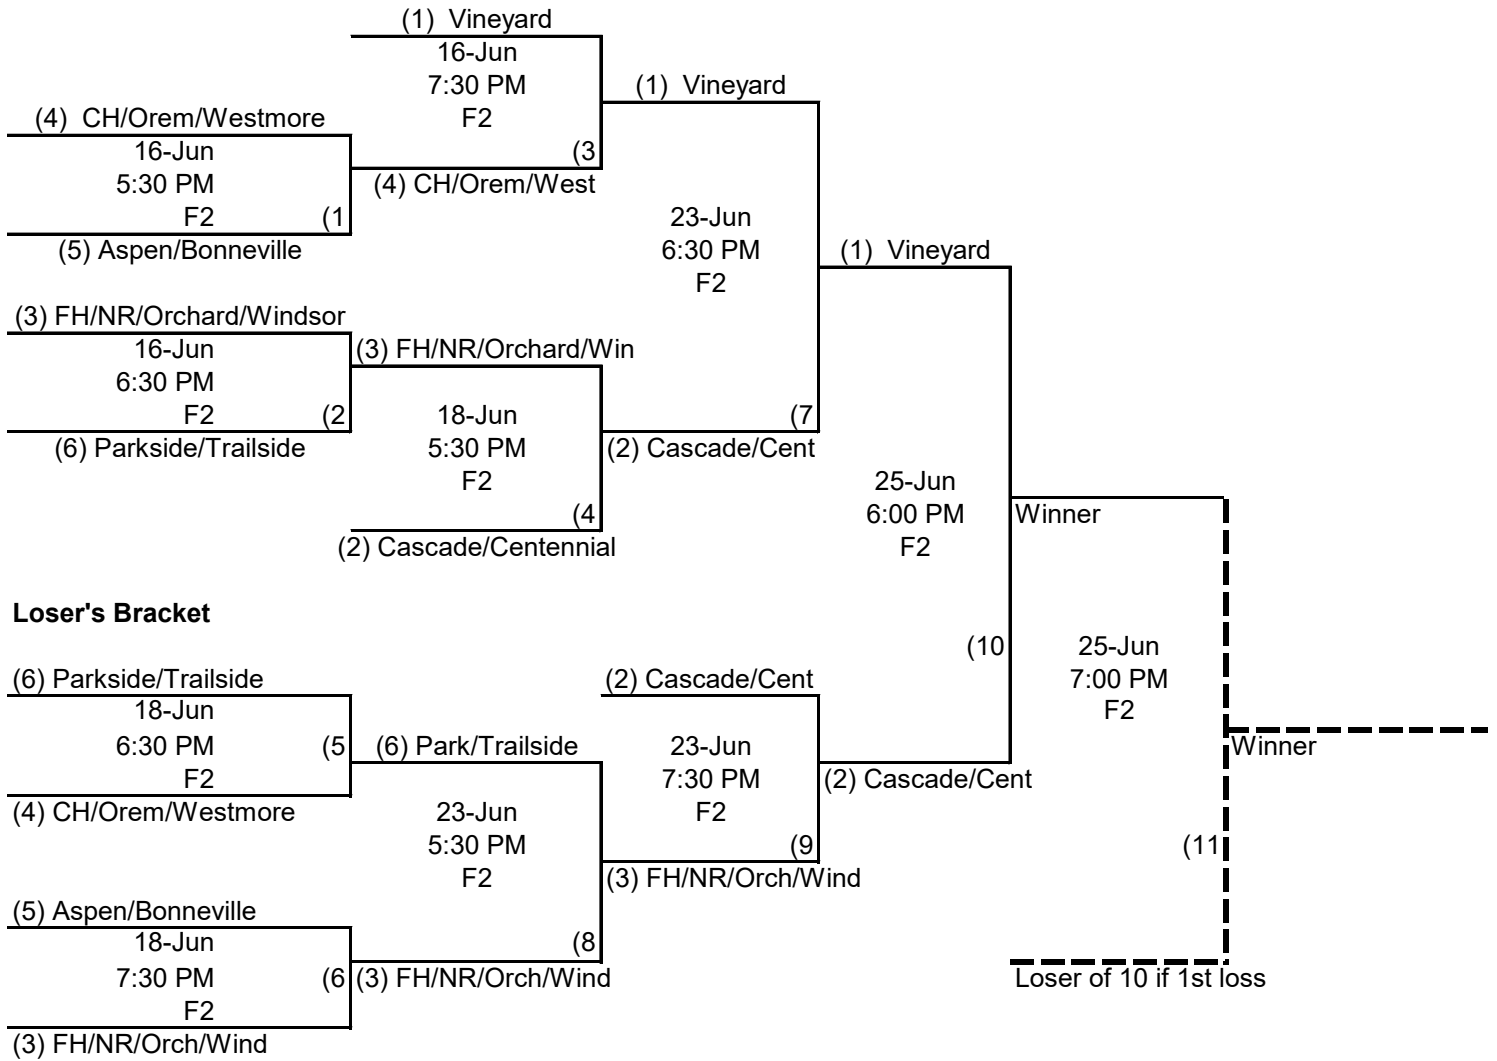 (1)  Vineyard
16-Jun
7:30 PM
F2
(3
(1)  Vineyard
(4)  CH/Orem/Westmore
16-Jun
5:30 PM
F2
(1
(4) CH/Orem/West
(5) Aspen/Bonneville
23-Jun
6:30 PM
F2
(7
(1)  Vineyard
(3) FH/NR/Orchard/Windsor
16-Jun
6:30 PM
F2
(2
(3) FH/NR/Orchard/Win
(6) Parkside/Trailside
18-Jun
5:30 PM
F2
(4
(2) Cascade/Cent
(2) Cascade/Centennial
25-Jun
6:00 PM
F2
(10
Winner
Loser's Bracket
(6) Parkside/Trailside
18-Jun
6:30 PM
F2
(5
(6) Park/Trailside
(4) CH/Orem/Westmore
(2) Cascade/Cent
23-Jun
7:30 PM
F2
(9
(2) Cascade/Cent
23-Jun
5:30 PM
F2
(8
(3) FH/NR/Orch/Wind
(5) Aspen/Bonneville
18-Jun
7:30 PM
F2
(6
(3) FH/NR/Orch/Wind
(3) FH/NR/Orch/Wind
25-Jun
7:00 PM
F2
(11
Winner
Loser of 10 if 1st loss